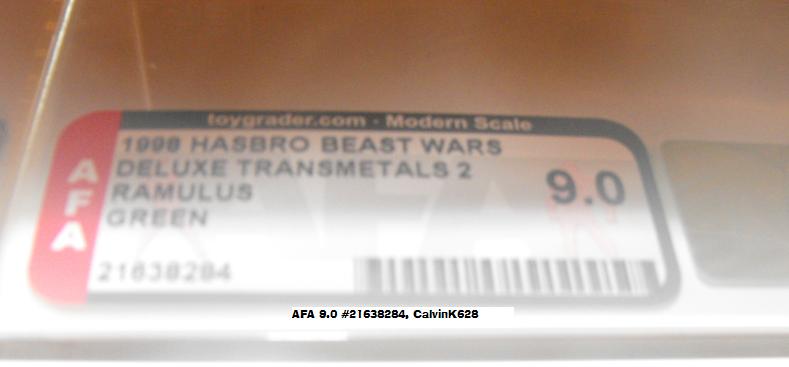 toygrader.com - Modern Scale
AFA
1998 HASBRO BEAST WARS
DELUXE TRANSMETALS 2
RAMULUS
GREEN
9.0
21638284
AFA 9.0 #21638284, CalvinK628